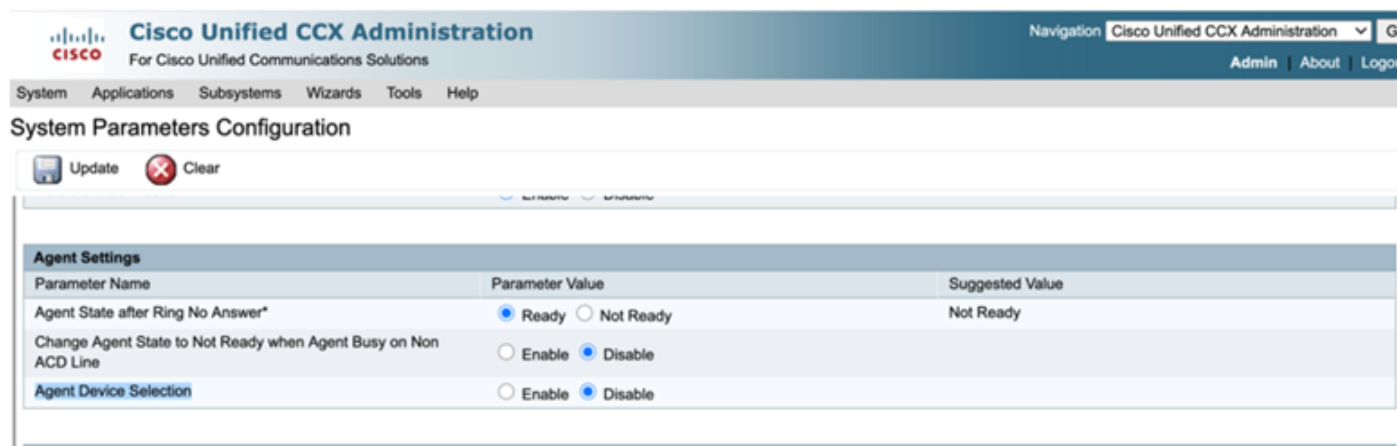 Cisco Unified CCX Administration
Navigation Cisco Unified CCX Administration
CISCO
For Cisco Unified Communications Solutions
Admin | About |
System Applications Subsystems Wizards Tools Help
System Parameters Configuration
Update Clear
Enable Disable
Agent Settings
Parameter Name Parameter Value Suggested Value
Agent State after Ring No Answer* Ready Not Ready Not Ready
Change Agent State to Not Ready when Agent Busy on Non
ACD Line Enable Disable
Agent Device Selection Enable Disable